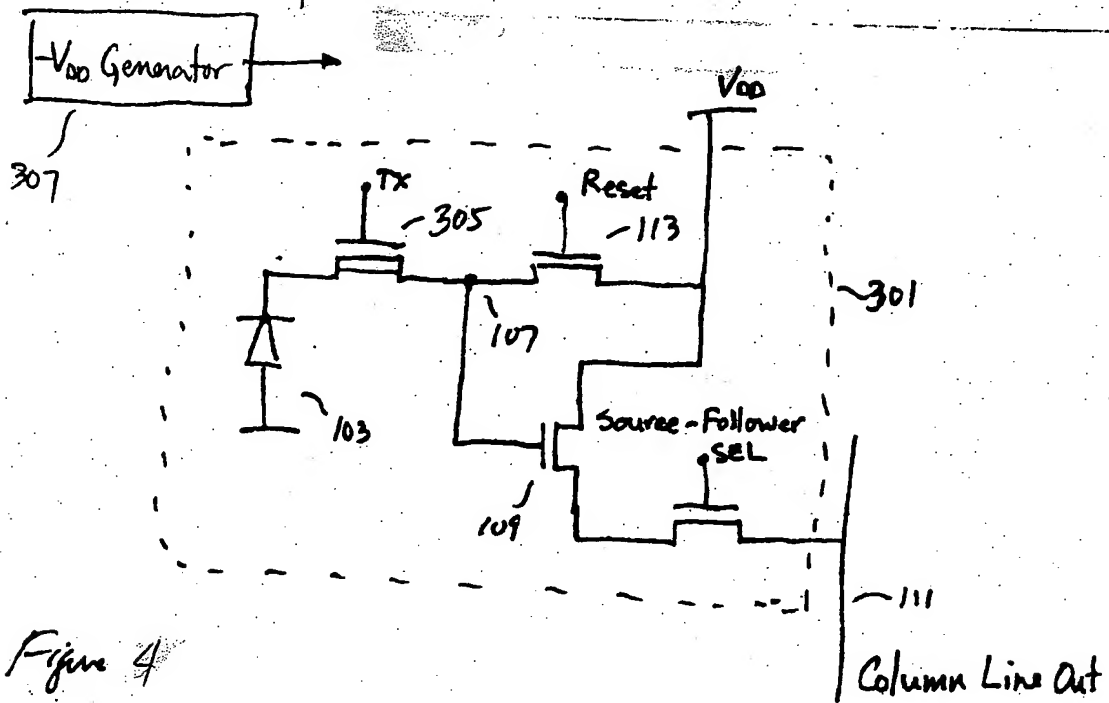 -VDD Generator
307
VDD
TX
305
Reset
113
301
107
103
Source-Follower
SEL
109
111
Figure 4
Column Line Out